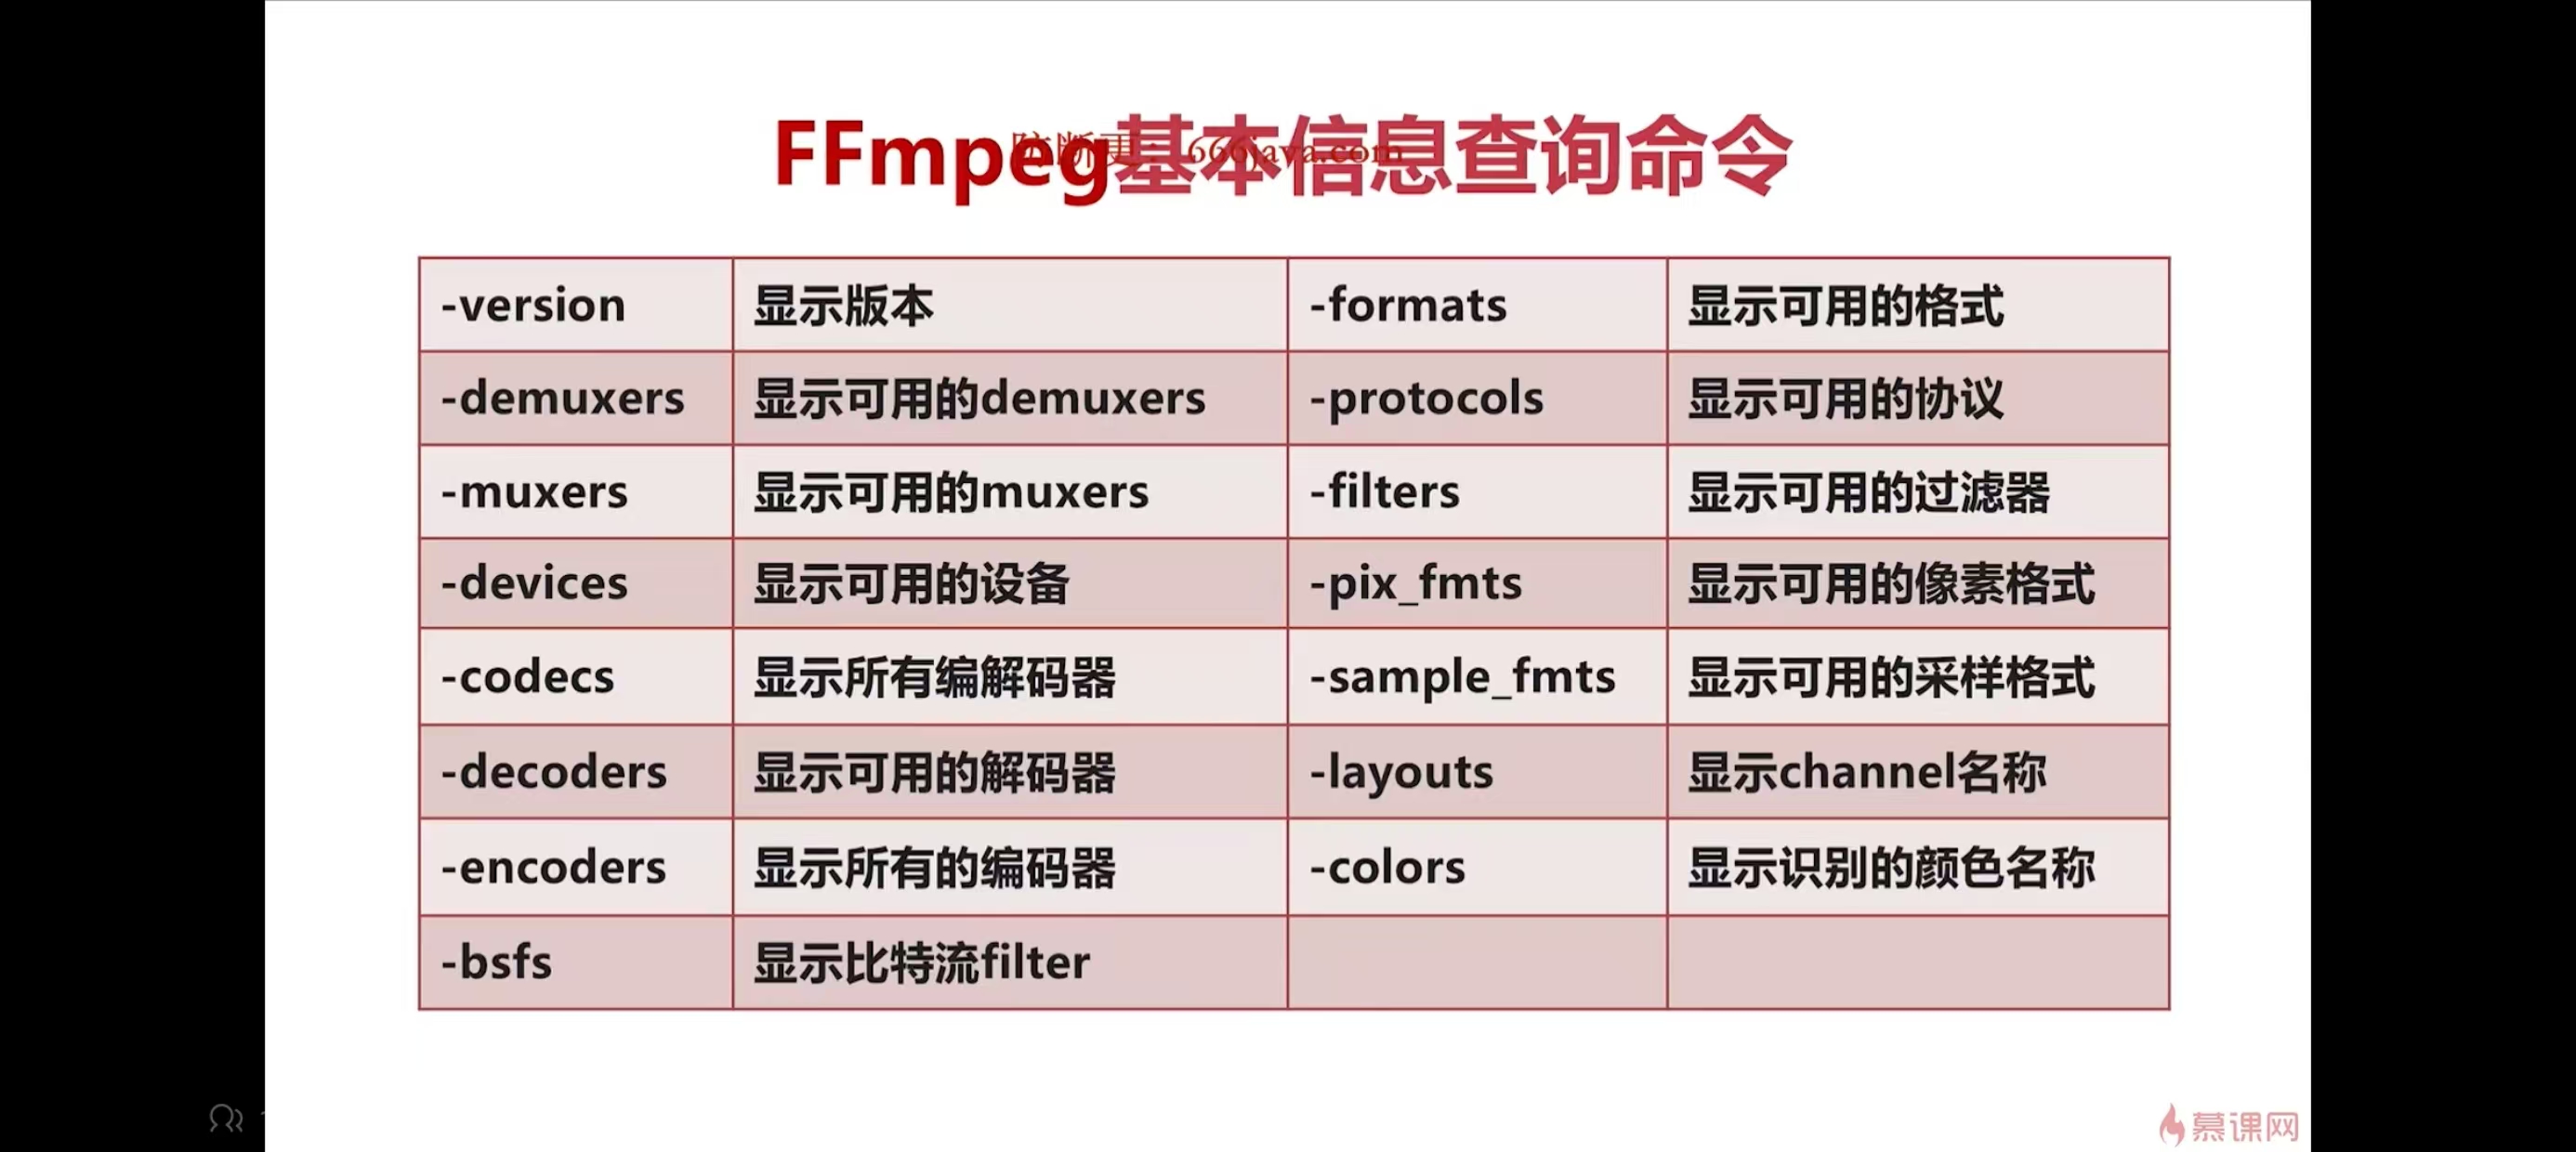 FFmpeg基本信息查询命令
防断更：666java.com
-version 显示版本 -formats 显示可用的格式
-demuxers 显示可用的demuxers -protocols 显示可用的协议
-muxers 显示可用的muxers -filters 显示可用的过滤器
-devices 显示可用的设备 -pix_fmts 显示可用的像素格式
-codecs 显示所有编解码器 -sample_fmts 显示可用的采样格式
-decoders 显示可用的解码器 -layouts 显示channel名称
-encoders 显示所有的编码器 -colors 显示识别的颜色名称
-bsfs 显示比特流filter
慕课网